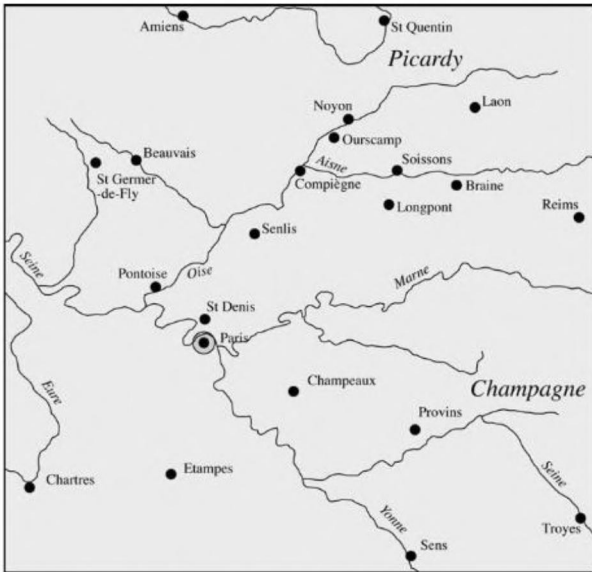 Amiens
St Quentin
Picardy
Noyon
Laon
Ourscamp
Beauvais
Aisne
Soissons
St Germer
-de-Fly
Compiègne
Braine
Longpont
Reims
Senlis
Seine
Pontoise
Oise
Marne
St Denis
Paris
Eure
Champeaux
Champagne
Provins
Chartres
Etampes
Seine
Yonne
Troyes
Sens